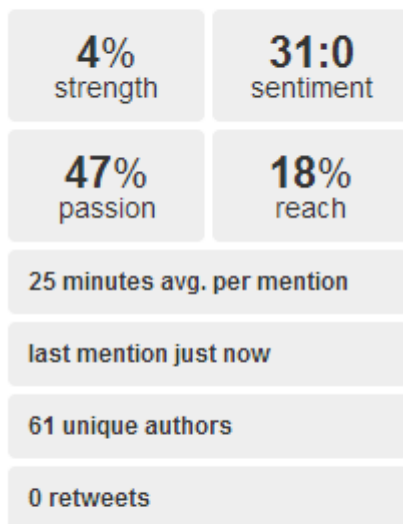 4% 31:0
strength sentiment
47% 18%
passion reach
25 minutes avg. per mention
last mention just now
61 unique authors
0 retweets